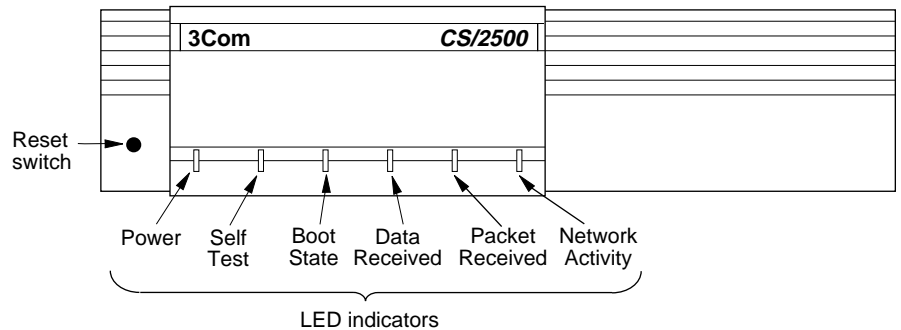 3Com CS/2500
Reset
switch
Power
Self
Test
Boot
State
Data
Received
Packet
Received
Network
Activity
LED indicators